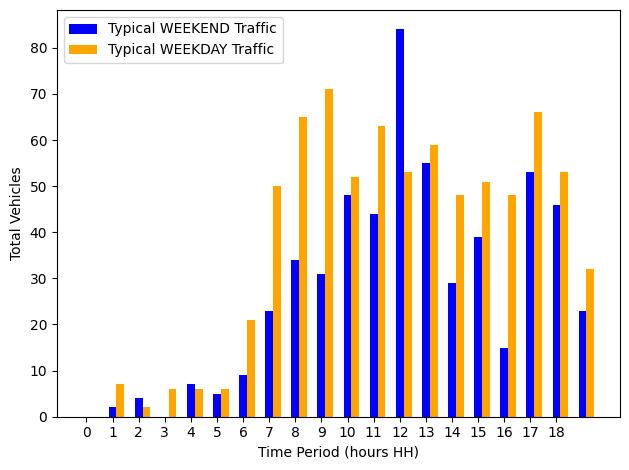 Typical WEEKEND Traffic
Typical WEEKDAY Traffic
80
70
60
50
40
30
20
10
0
Total Vehicles
0 1 2 3 4 5 6 7 8 9 10 11 12 13 14 15 16 17 18
Time Period (hours HH)